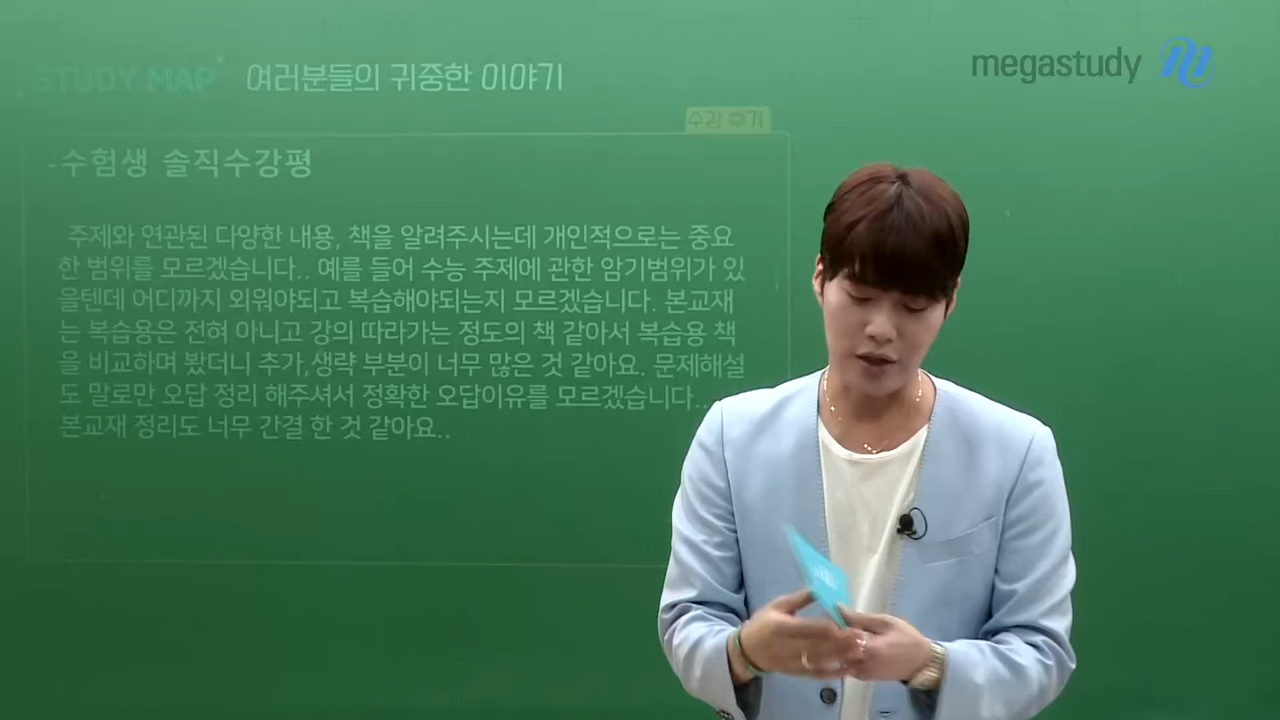 megastudy
STUDY MAP 여러분들의 귀중한 이야기
수강 후기
-수험생 솔직수강평
주제와 연관된 다양한 내용, 책을 알려주시는데 개인적으로는 중요
한 범위를 모르겠습니다.. 예를 들어 수능 주제에 관한 암기범위가 있
을텐데 어디까지 외워야되고 복습해야되는지 모르겠습니다. 본교재
는 복습용은 전혀 아니고 강의 따라가는 정도의 책 같아서 복습용 책
을 비교하며 봤더니 추가,생략 부분이 너무 많은 것 같아요. 문제해설
도 말로만 오답 정리 해주셔서 정확한 오답이유를 모르겠습니다..
본교재 정리도 너무 간결 한 것 같아요..